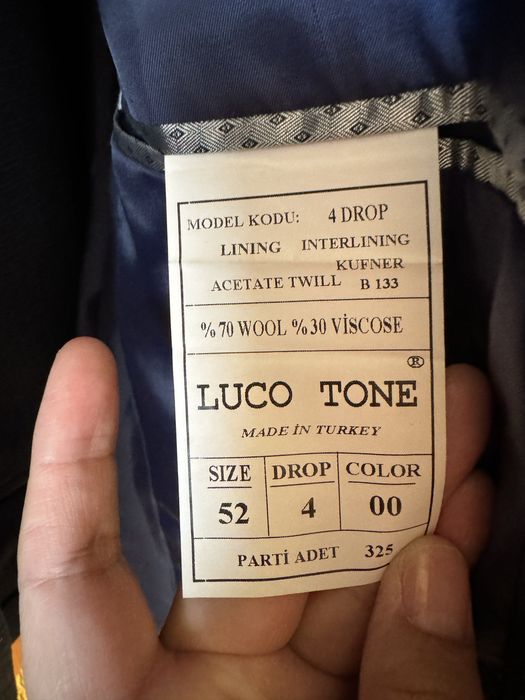 MODEL KODU: 4 DROP
LINING INTERLINING
KUFNER
ACETATE TWILL B 133
%70 WOOL %30 VİSCOSE
LUCO TONE ®
MADE İN TURKEY
SIZE DROP COLOR
52 4 00
PARTİ ADET 325